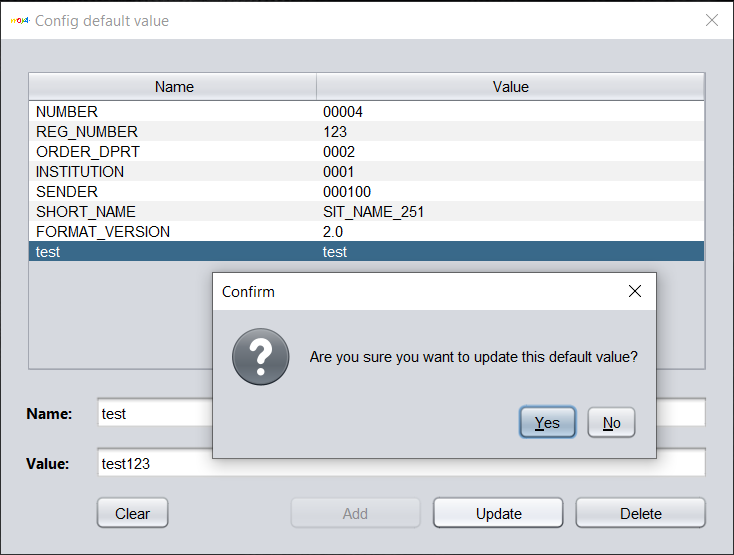 Config default value
Name Value
NUMBER 00004
REG_NUMBER 123
ORDER_DPRT 0002
INSTITUTION 0001
SENDER 000100
SHORT_NAME SIT_NAME_251
FORMAT_VERSION 2.0
test test
Confirm
Are you sure you want to update this default value?
Yes No
Name: test
Value: test123
Clear Add Update Delete